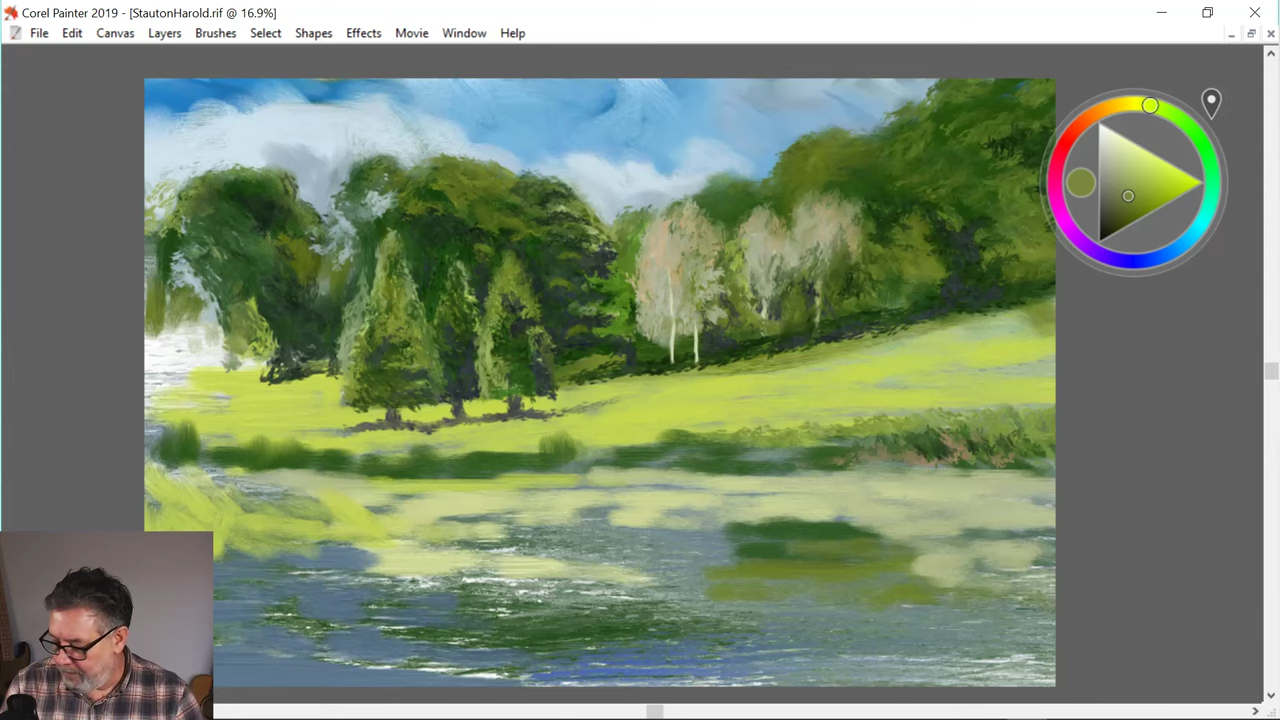 Corel Painter 2019 - [StautonHarold.rif @ 16.9%]
File Edit Canvas Layers Brushes Select Shapes Effects Movie Window Help